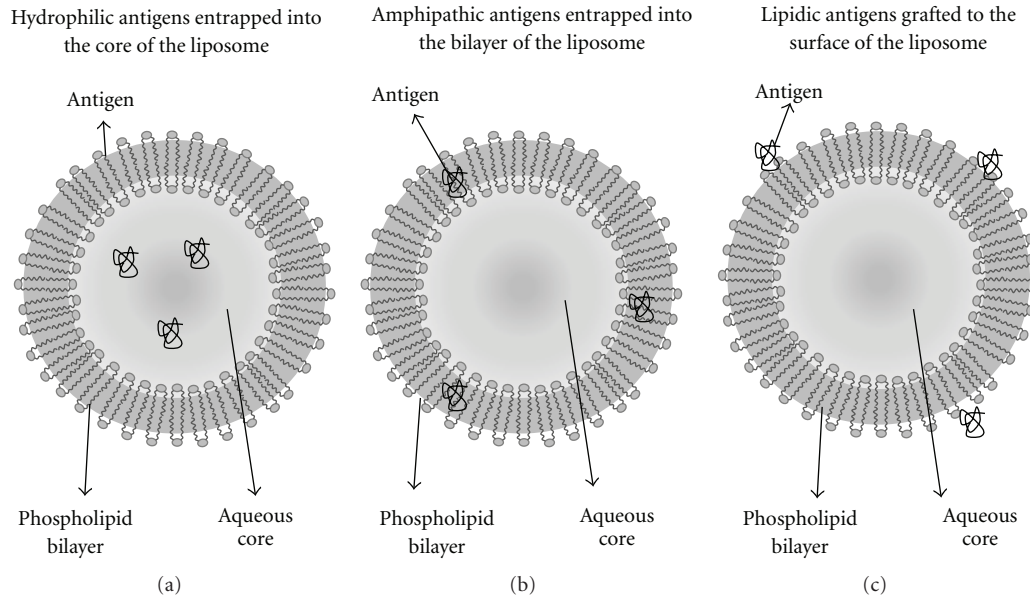 Hydrophilic antigens entrapped into
the core of the liposome
Antigen
Phospholipid
bilayer
Aqueous
core
(a)
Amphipathic antigens entrapped into
the bilayer of the liposome
Antigen
Phospholipid
bilayer
Aqueous
core
(b)
Lipidic antigens grafted to the
surface of the liposome
Antigen
Phospholipid
bilayer
Aqueous
core
(c)